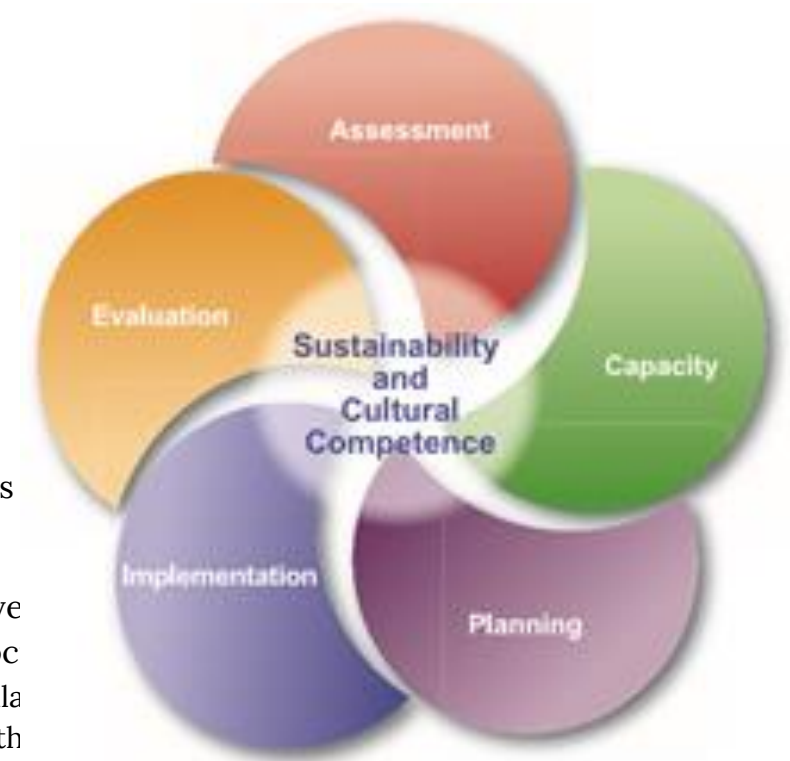 Assessment
Evaluation
Capacity
Sustainability
and
Cultural
Competence
Implementation
Planning
s